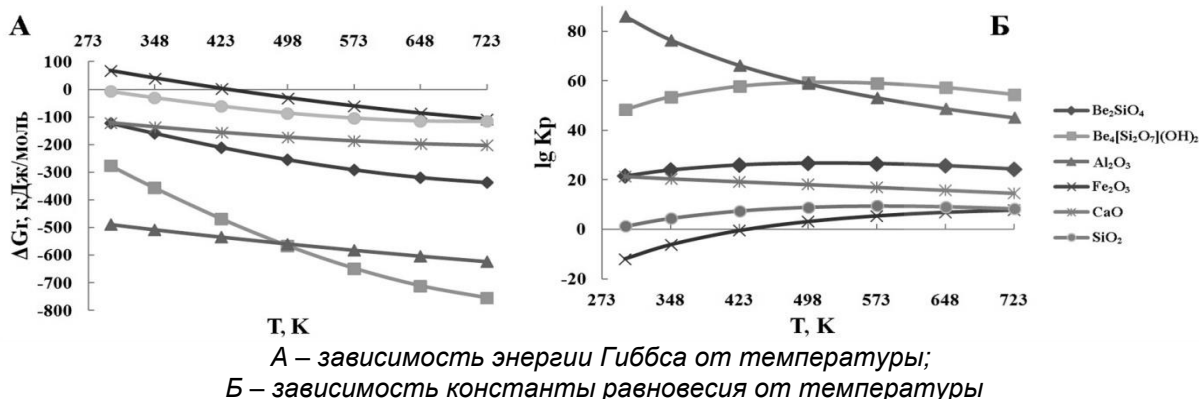 А
273 348 423 498 573 648 723
100
0
-100
-200
-300
-400
-500
-600
-700
-800
ΔGr, кДж/моль
T, K
Б
80
60
40
20
0
-20
lg Kp
273 348 423 498 573 648 723
T, K
Be₂SiO₄
Be₄[Si₂O₇](OH)₂
Al₂O₃
Fe₂O₃
CaO
SiO₂
А – зависимость энергии Гиббса от температуры;
Б – зависимость константы равновесия от температуры